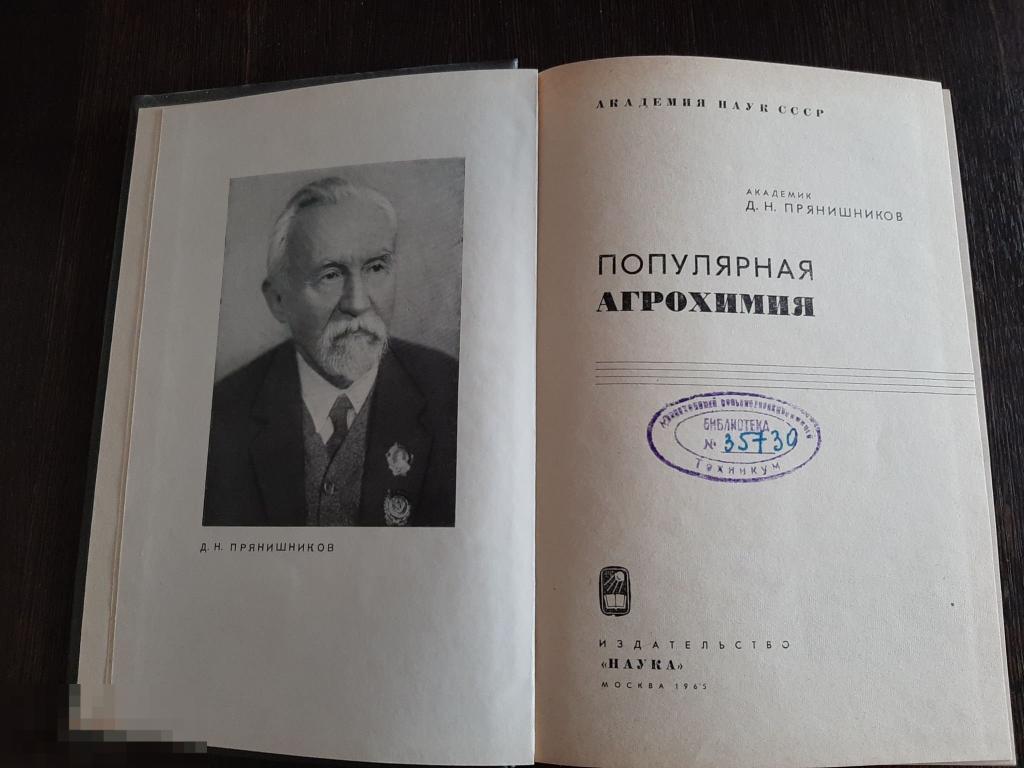 Д. Н. ПРЯНИШНИКОВ
АКАДЕМИЯ НАУК СССР
АКАДЕМИК
Д. Н. ПРЯНИШНИКОВ
ПОПУЛЯРНАЯ
АГРОХИМИЯ
БИБЛИОТЕКА
№ 35730
Техникум
ИЗДАТЕЛЬСТВО
«НАУКА»
МОСКВА 1965